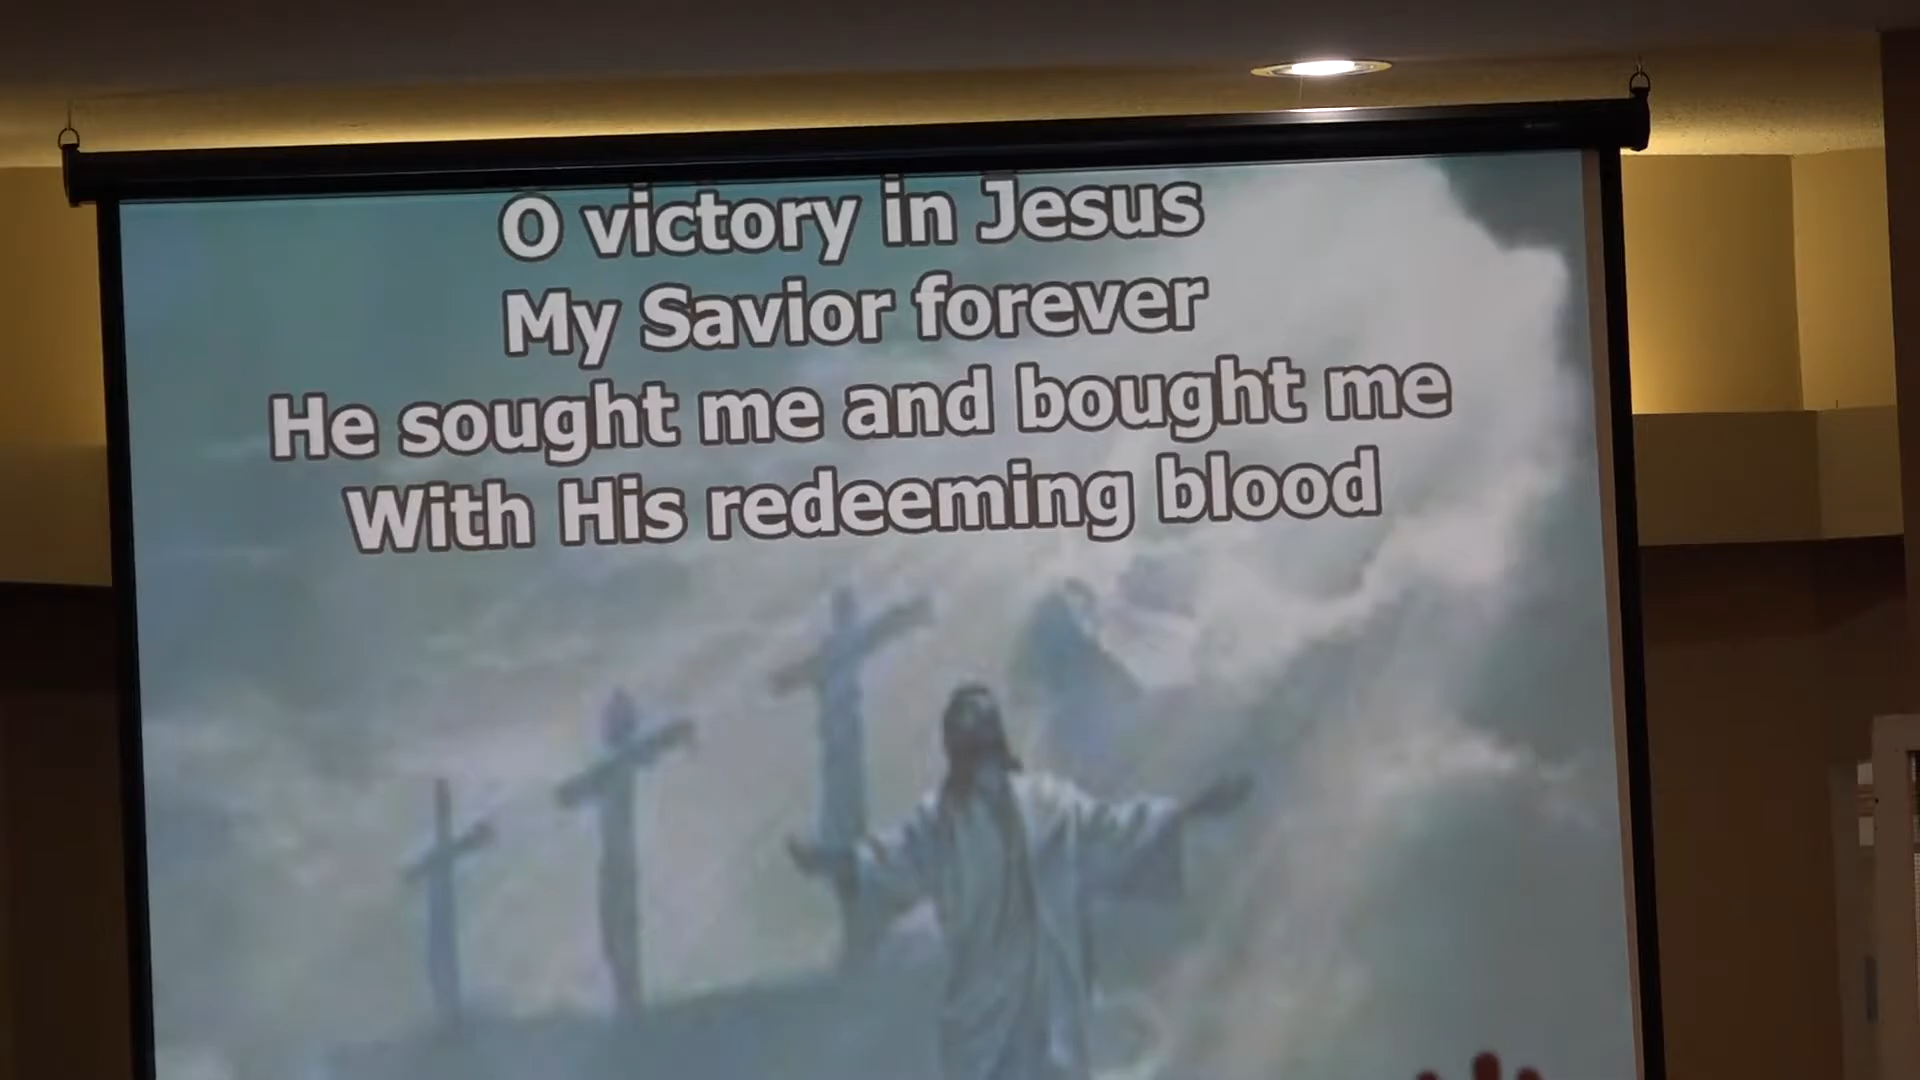 O victory in Jesus
My Savior forever
He sought me and bought me
With His redeeming blood